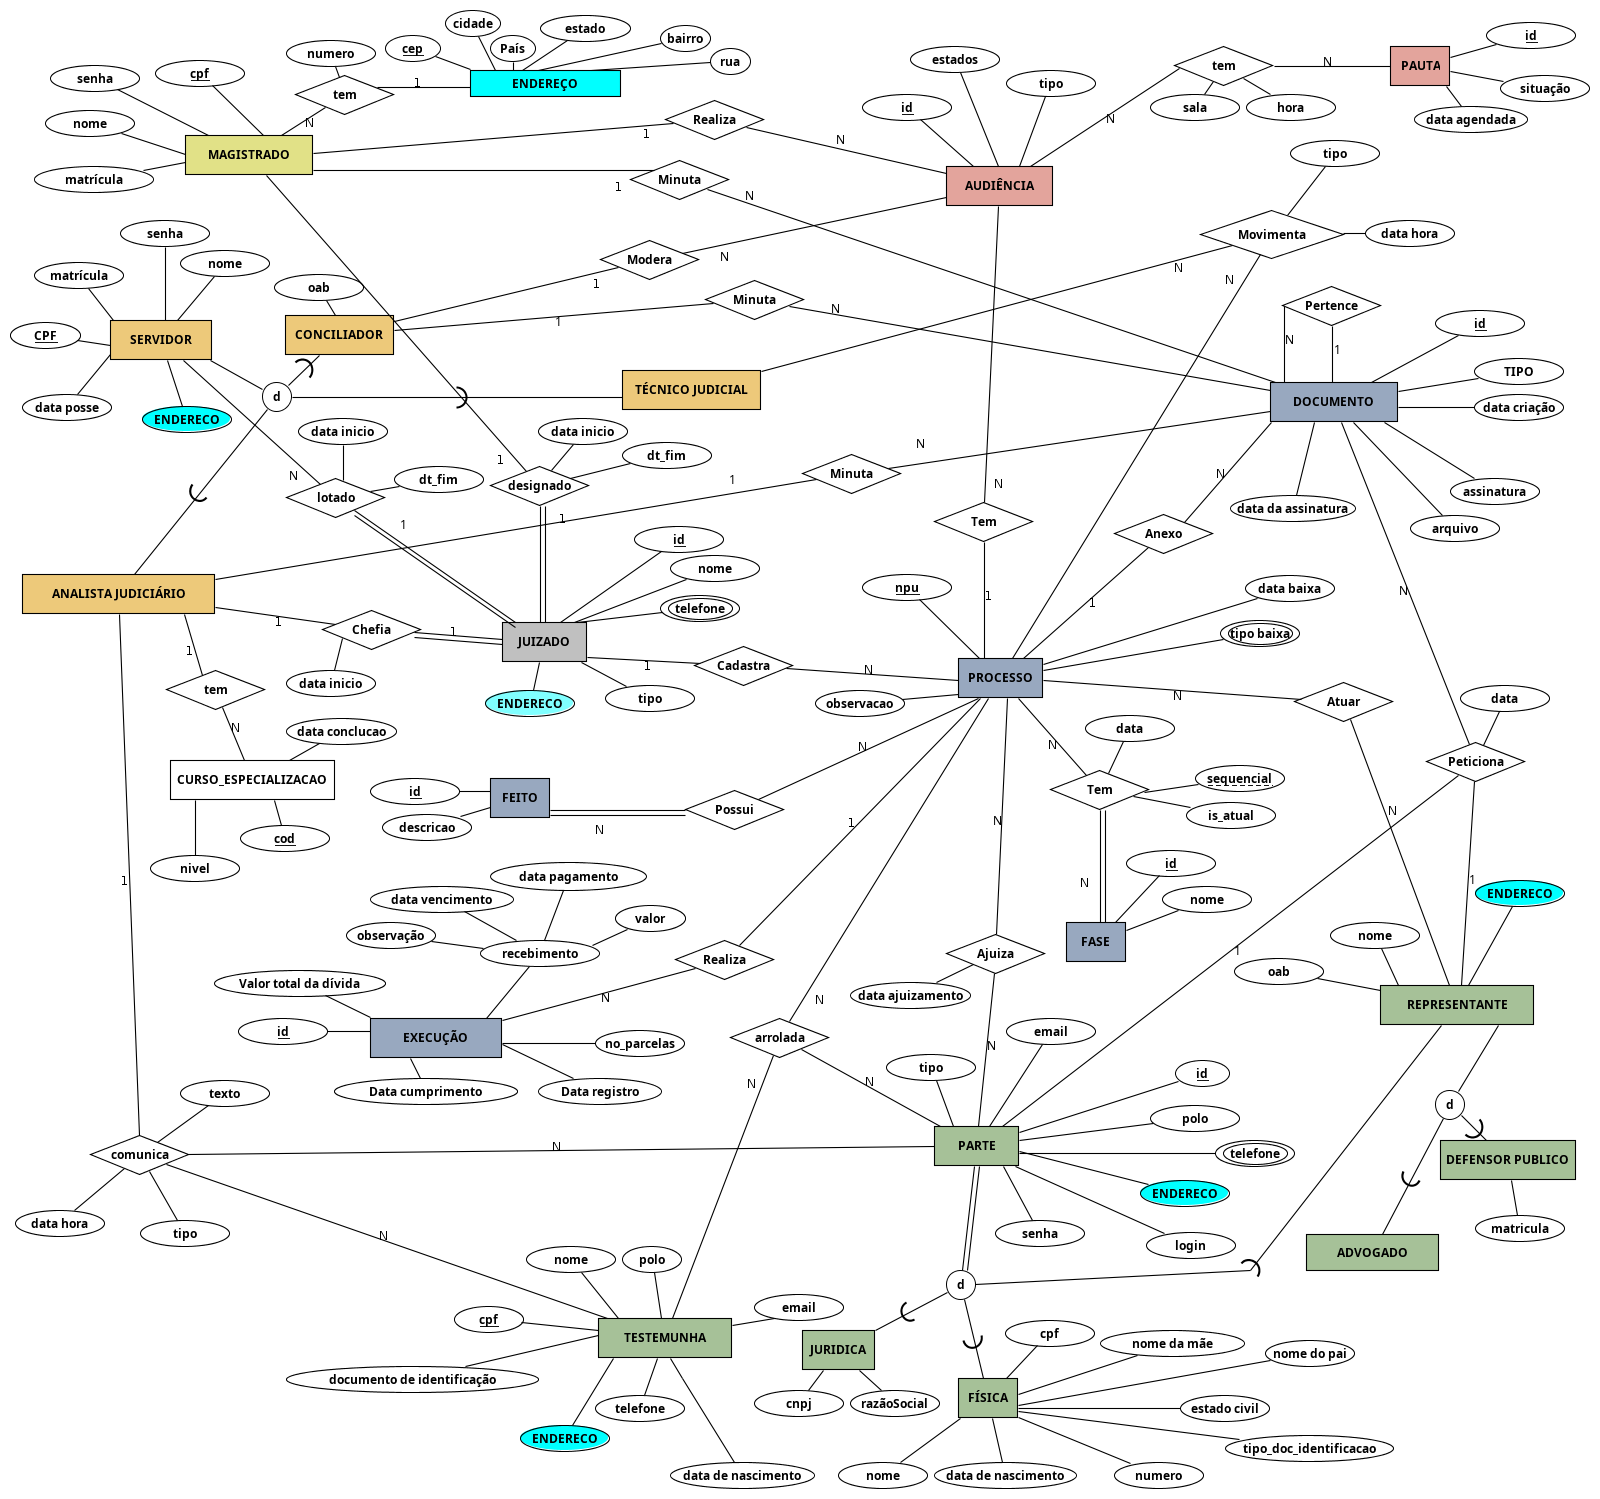 cidade
estado
País
cep
bairro
numero
rua
ENDEREÇO
1
senha
cpf
tem
N
nome
MAGISTRADO
matrícula
Realiza
1
N
Minuta
1
N
estados
tipo
id
AUDIÊNCIA
tem
N
N
sala
hora
id
PAUTA
situação
data agendada
tipo
Movimenta
data hora
N
N
senha
matrícula
nome
CPF
SERVIDOR
data posse
ENDERECO
oab
CONCILIADOR
d
Modera
N
1
Minuta
1
N
TÉCNICO JUDICIAL
Pertence
N
1
id
TIPO
DOCUMENTO
data criação
assinatura
data da assinatura
arquivo
data inicio
dt_fim
N
lotado
1
data inicio
dt_fim
1
designado
1
Minuta
1
N
N
Tem
1
N
Anexo
1
ANALISTA JUDICIÁRIO
1
Chefia
1
data inicio
id
nome
telefone
JUIZADO
ENDERECO
tipo
1
Cadastra
N
npu
data baixa
tipo baixa
PROCESSO
observacao
N
Atuar
N
N
data
Peticiona
1
1
1
tem
N
data conclucao
CURSO_ESPECIALIZACAO
cod
nivel
id
FEITO
descricao
N
Possui
N
N
data
Tem
sequencial
is_atual
N
id
nome
FASE
1
data pagamento
data vencimento
valor
observação
recebimento
Valor total da dívida
id
EXECUÇÃO
no_parcelas
Data cumprimento
Data registro
Realiza
1
N
N
Ajuiza
data ajuizamento
N
N
arrolada
N
N
ENDERECO
nome
oab
REPRESENTANTE
d
DEFENSOR PUBLICO
matricula
ADVOGADO
texto
comunica
data hora
tipo
N
N
tipo
email
id
polo
PARTE
telefone
ENDERECO
senha
login
d
nome
polo
email
cpf
TESTEMUNHA
documento de identificação
telefone
ENDERECO
data de nascimento
JURIDICA
cnpj
razãoSocial
cpf
nome da mãe
nome do pai
FÍSICA
estado civil
tipo_doc_identificacao
nome
data de nascimento
numero